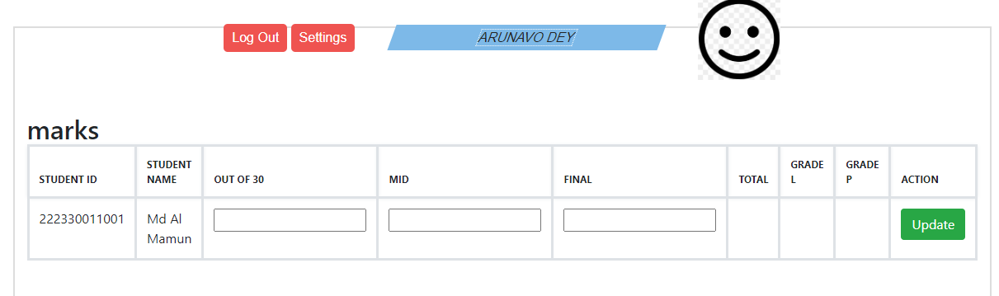 Log Out Settings ARUNAVO DEY
marks
STUDENT ID STUDENT NAME OUT OF 30 MID FINAL TOTAL GRADE L GRADE P ACTION
222330011001 Md Al Mamun Update